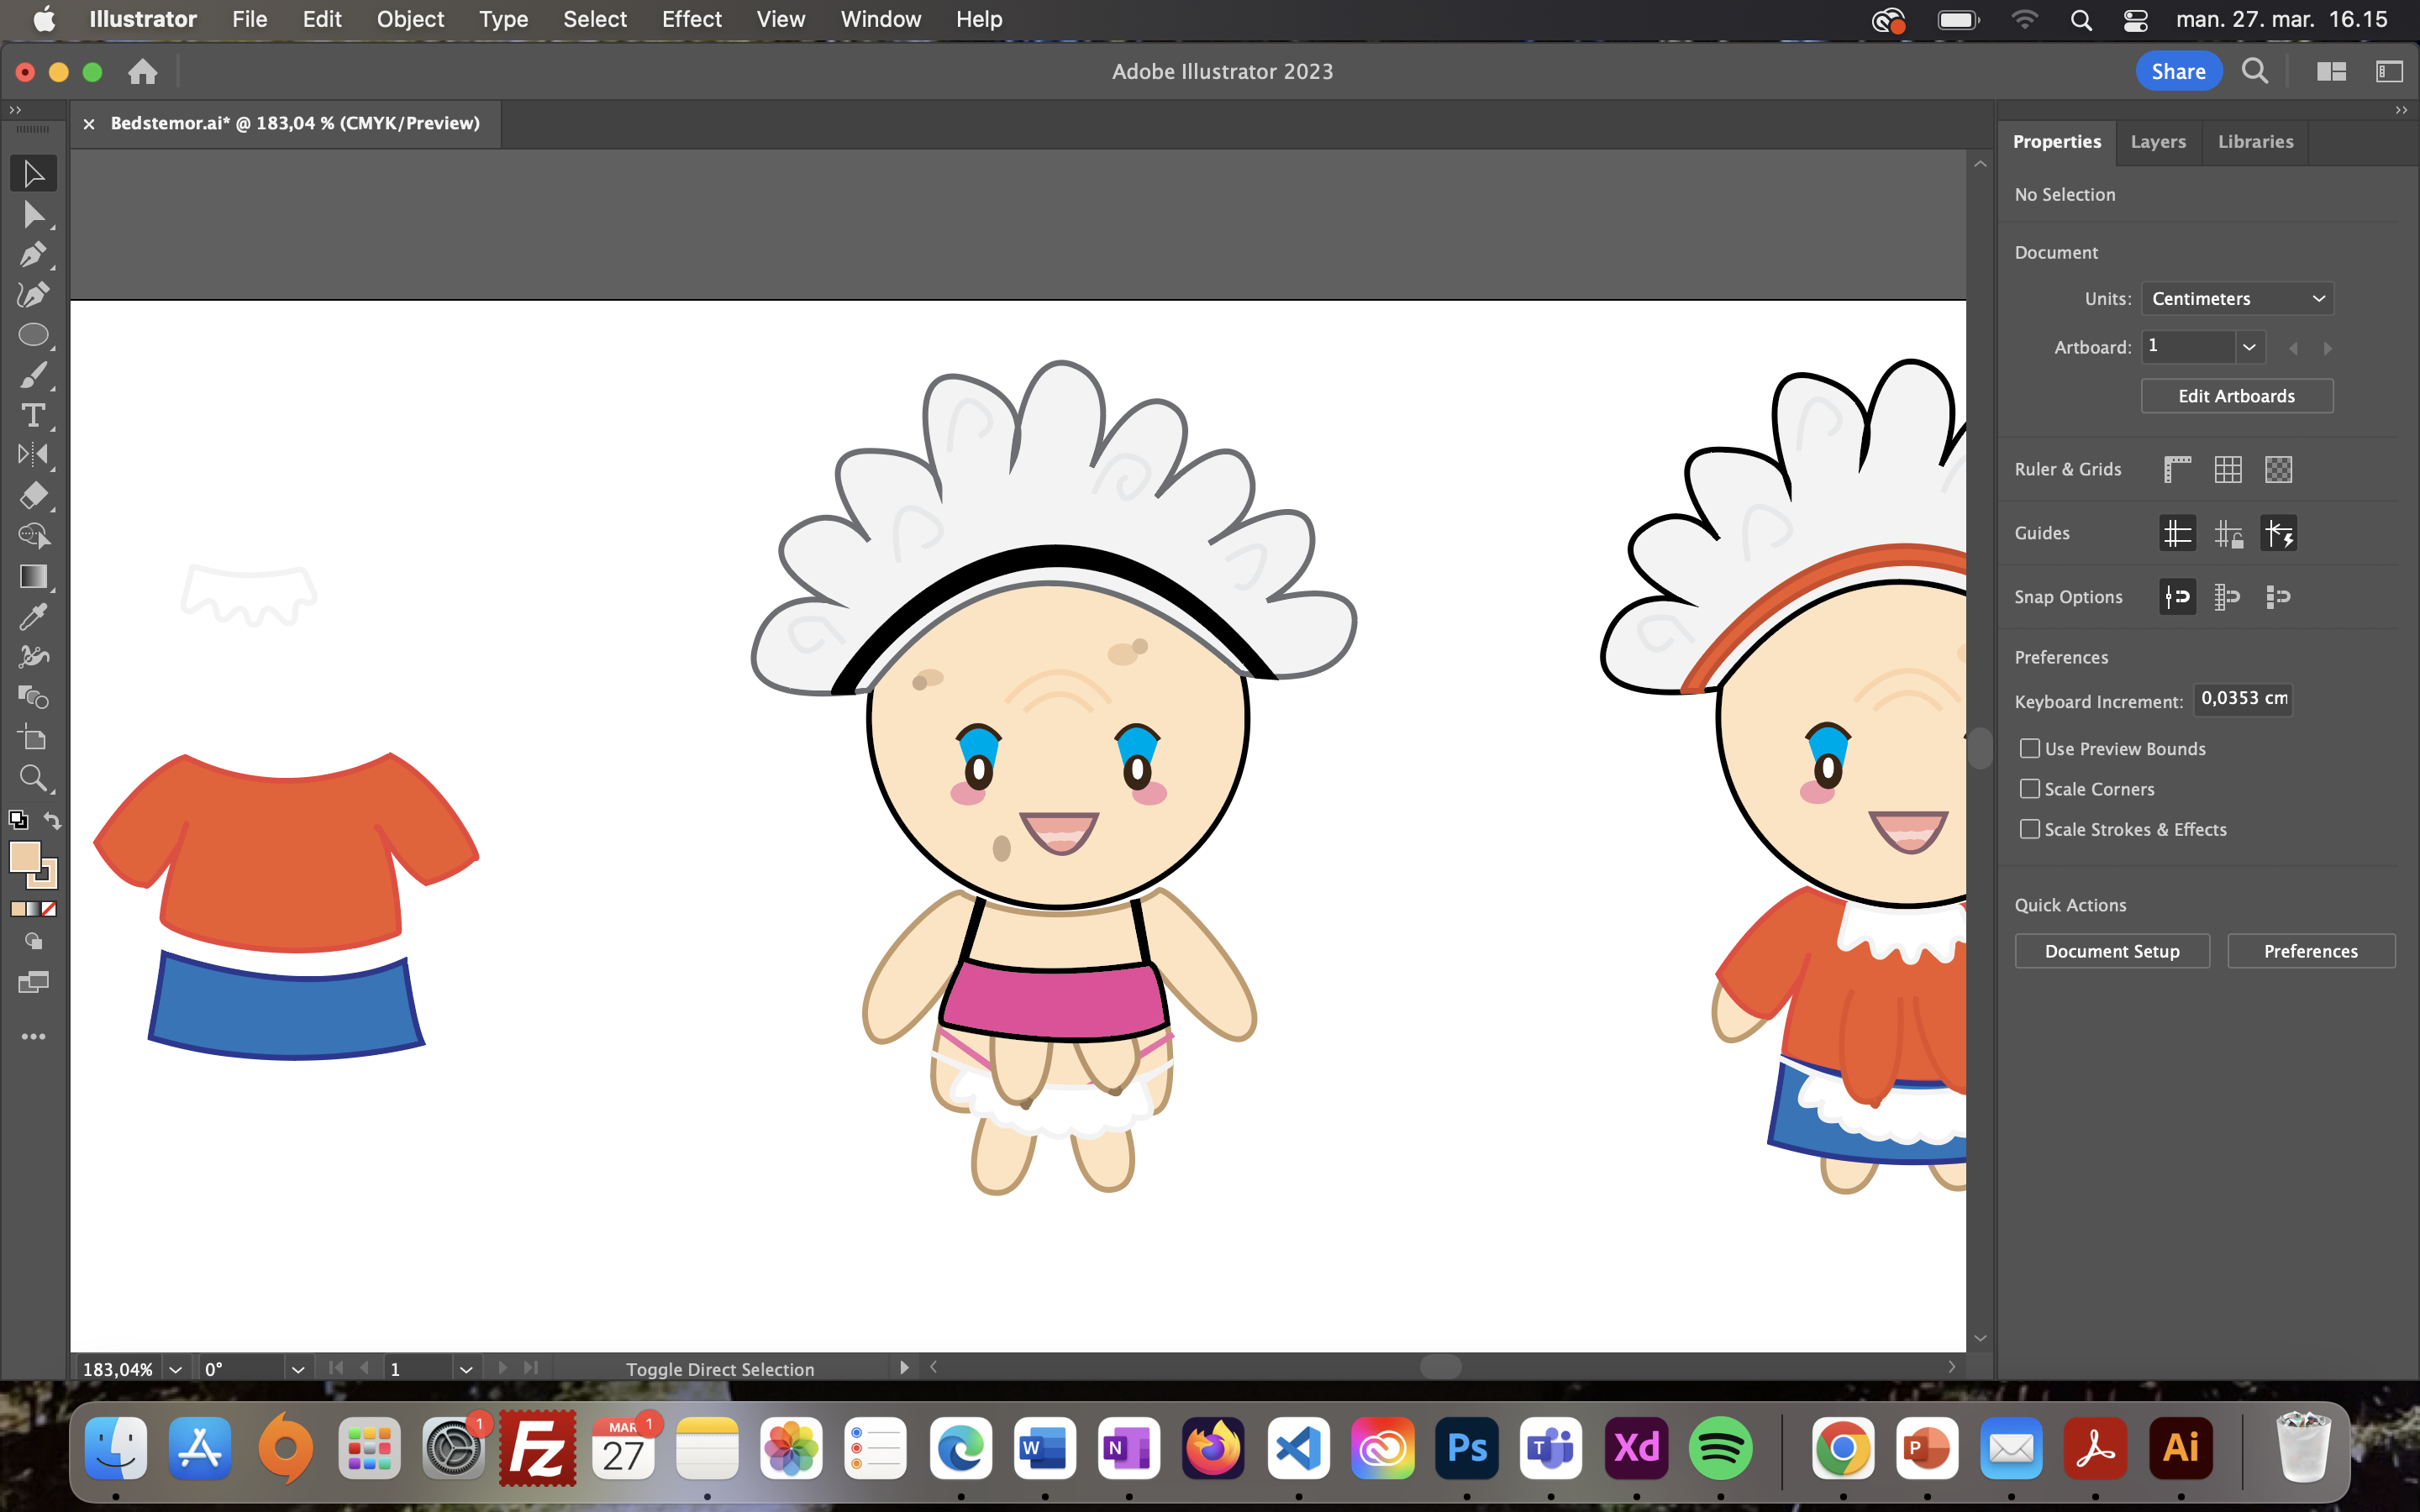 Illustrator File Edit Object Type Select Effect View Window Help man. 27. mar. 16.15
Adobe Illustrator 2023
Share
Bedstemor.ai* @ 183,04 % (CMYK/Preview)
Properties Layers Libraries
No Selection
Document
Units: Centimeters
Artboard: 1
Edit Artboards
Ruler & Grids
Guides
Snap Options
Preferences
Keyboard Increment: 0,0353 cm
Use Preview Bounds
Scale Corners
Scale Strokes & Effects
Quick Actions
Document Setup Preferences
183,04% 0° 1 Toggle Direct Selection
1 Fz MAR 1 27 W N Ps T Xd P Ai